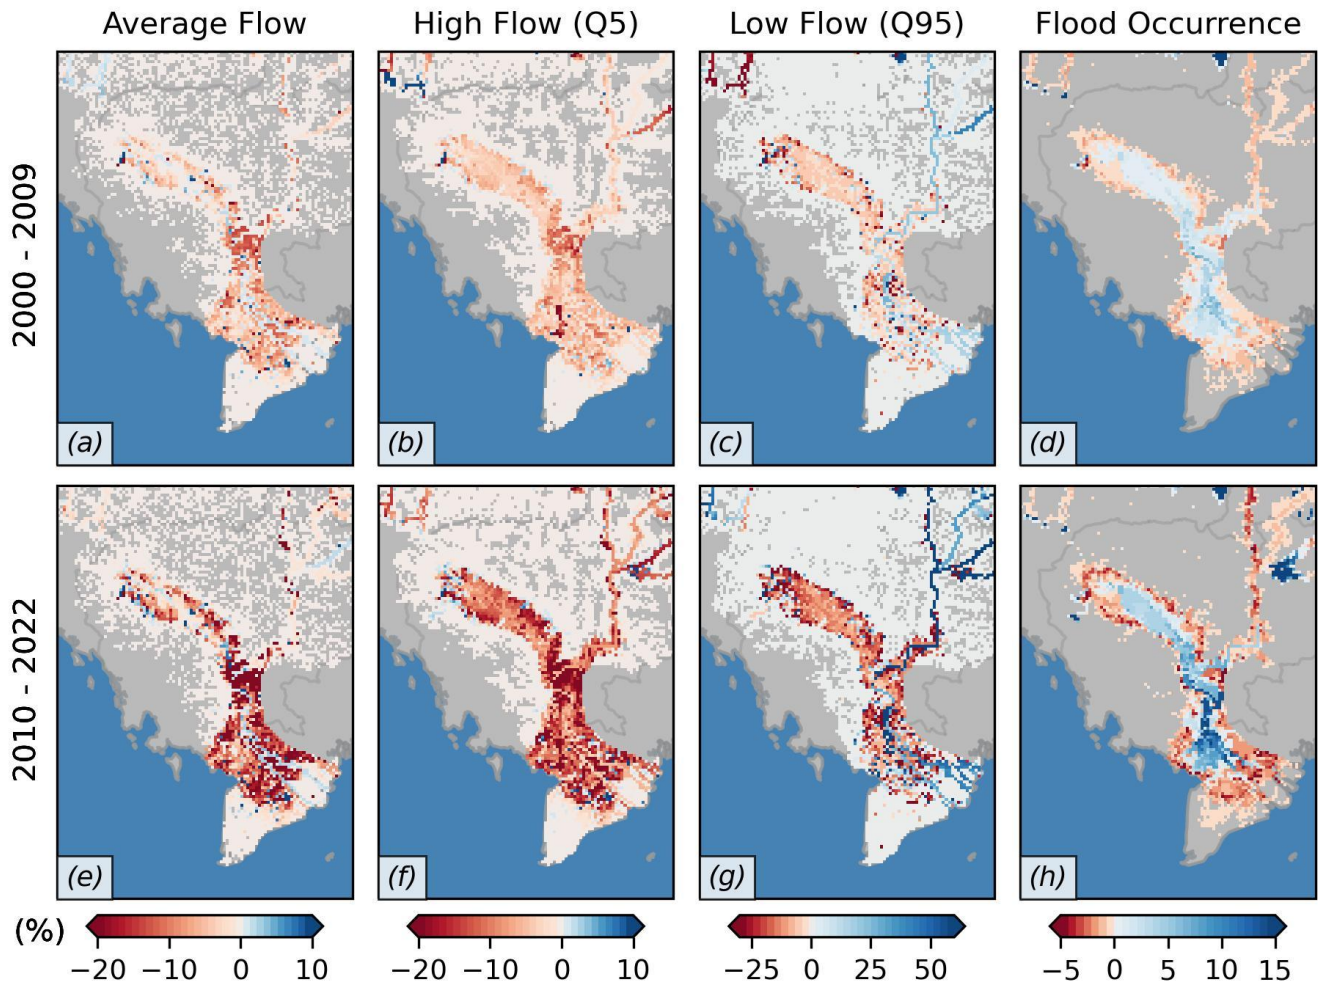 Average Flow High Flow (Q5) Low Flow (Q95) Flood Occurrence
2000 - 2009
(a) (b) (c) (d)
2010 - 2022
(e) (f) (g) (h)
(%)
−20 −10 0 10 −20 −10 0 10 −25 0 25 50 −5 0 5 10 15